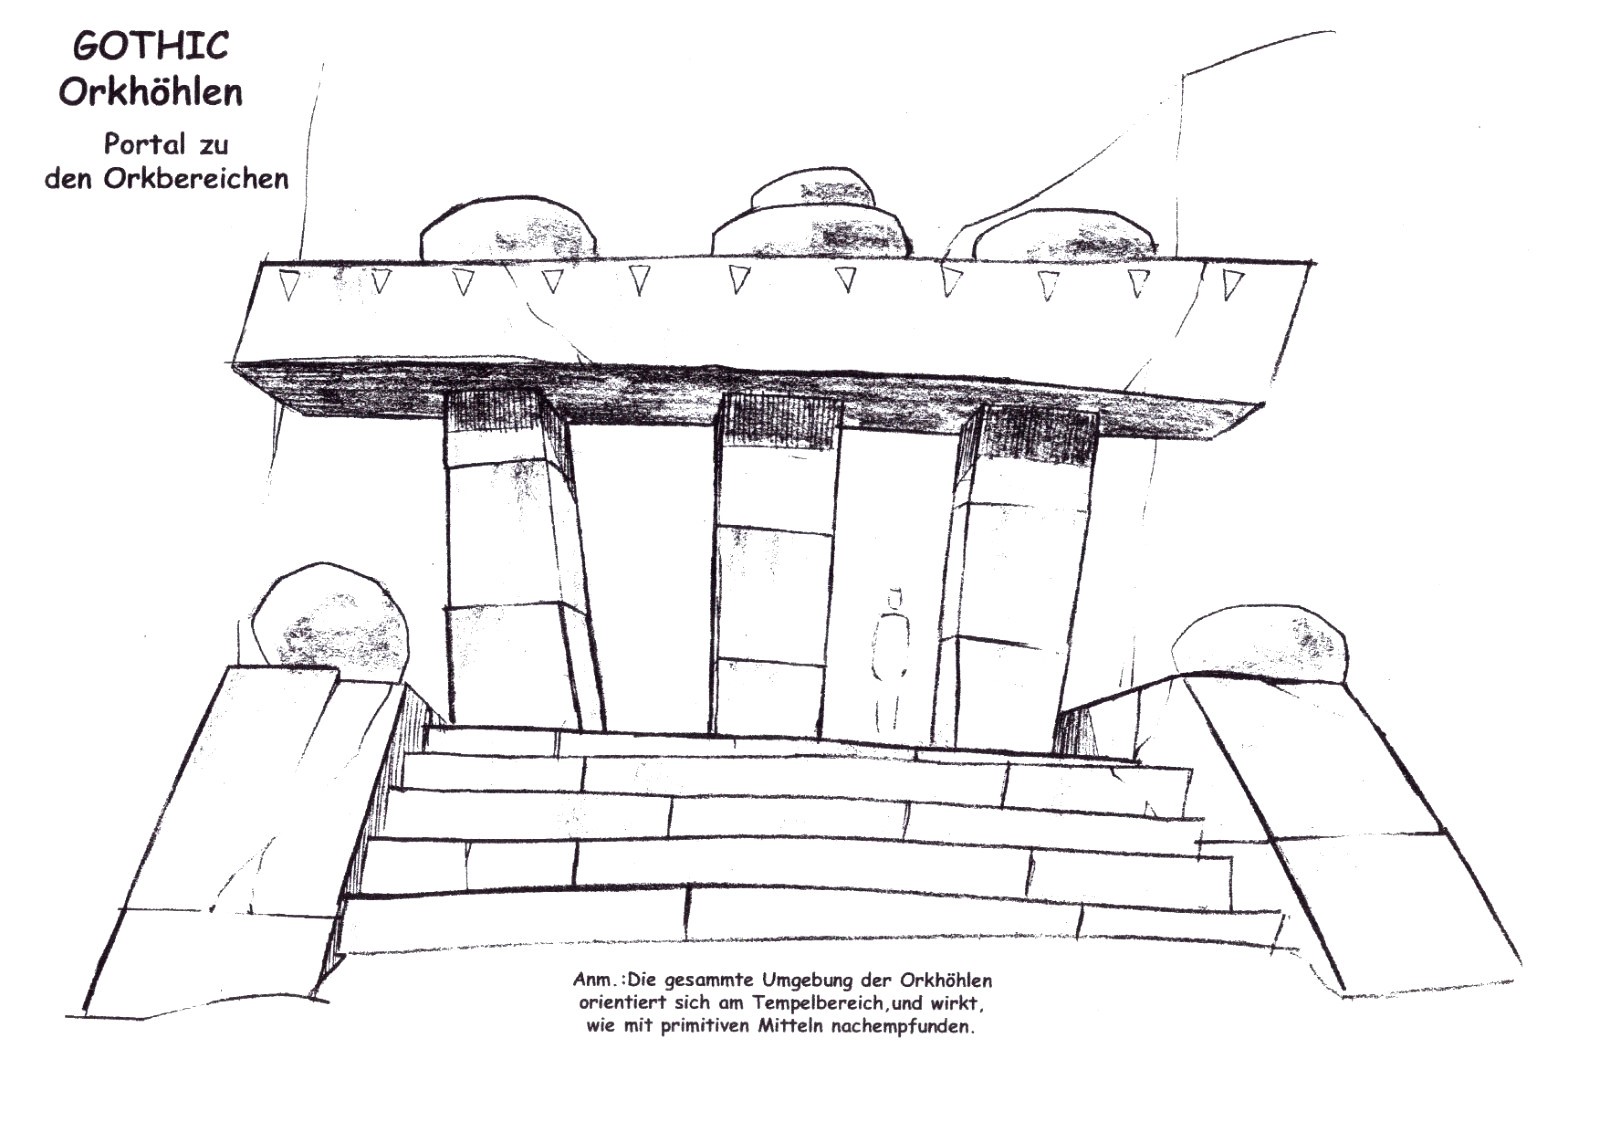 GOTHIC
Orkhöhlen
Portal zu
den Orkbereichen
Anm.:Die gesammte Umgebung der Orkhöhlen
orientiert sich am Tempelbereich,und wirkt,
wie mit primitiven Mitteln nachempfunden.